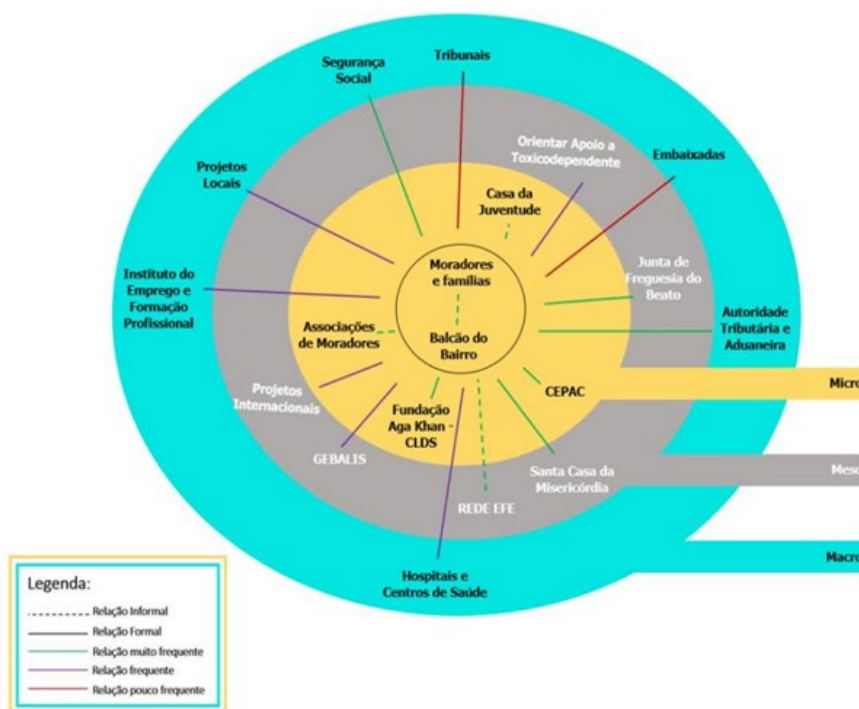 Tribunais
Segurança
Social
Orientar Apoio a
Toxicodependente
Embaixadas
Projetos
Locais
Casa da
Juventude
Moradores
e famílias
Junta de
Freguesia do
Beato
Instituto do
Emprego e
Formação
Profissional
Associações
de Moradores
Balcão do
Bairro
Autoridade
Tributária e
Aduaneira
Projetos
Internacionais
CEPAC
Micro
Fundação
Aga Khan -
CLDS
GEBALIS
Santa Casa da
Misericórdia
Meso
REDE EFE
Macro
Hospitais e
Centros de Saúde
Legenda:
Relação Informal
Relação Formal
Relação muito frequente
Relação frequente
Relação pouco frequente